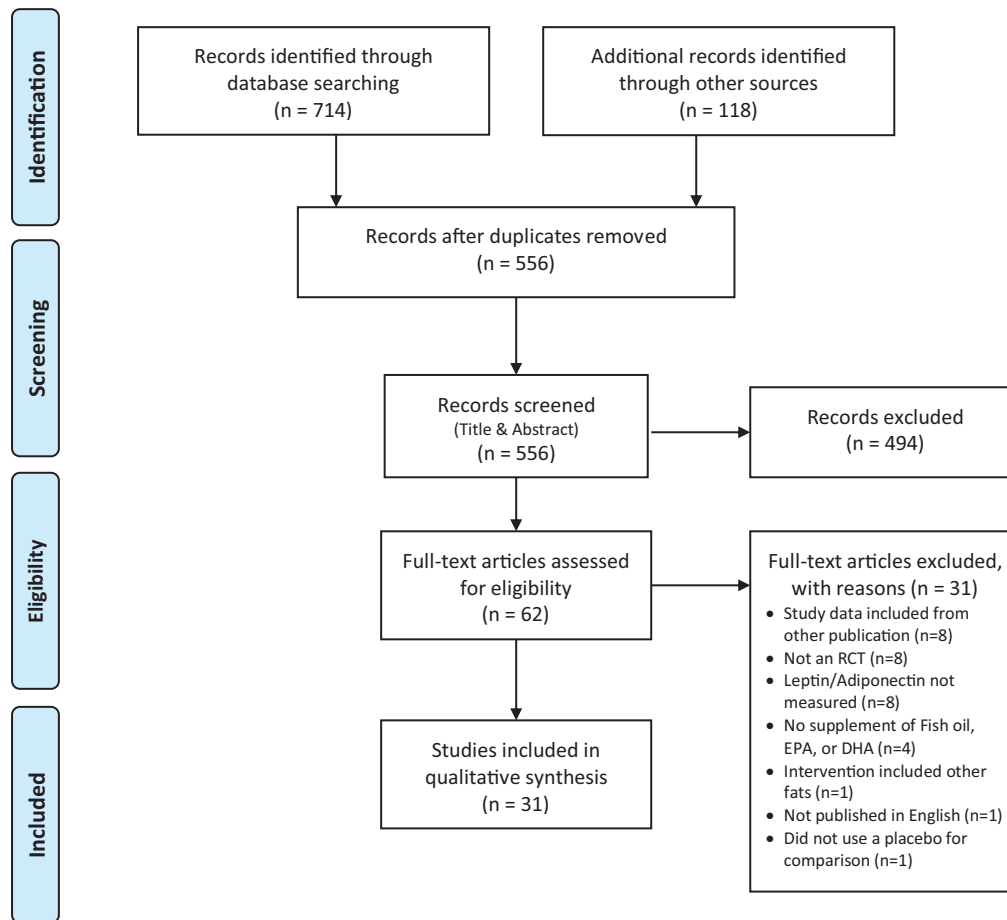 Identification
Records identified through
database searching
(n = 714)
Additional records identified
through other sources
(n = 118)
Records after duplicates removed
(n = 556)
Screening
Records screened
(Title & Abstract)
(n = 556)
Records excluded
(n = 494)
Eligibility
Full-text articles assessed
for eligibility
(n = 62)
Full-text articles excluded,
with reasons (n = 31)
• Study data included from
other publication (n=8)
• Not an RCT (n=8)
• Leptin/Adiponectin not
measured (n=8)
• No supplement of Fish oil,
EPA, or DHA (n=4)
• Intervention included other
fats (n=1)
• Not published in English (n=1)
• Did not use a placebo for
comparison (n=1)
Included
Studies included in
qualitative synthesis
(n = 31)